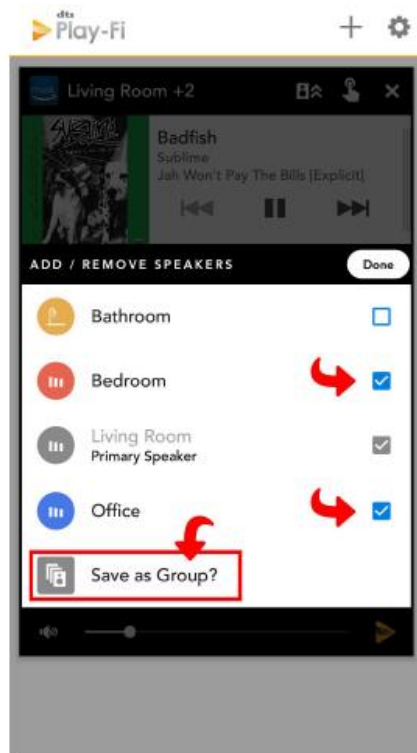 dts
Play-Fi
music
Living Room +2
Badfish
Sublime
Jah Won't Pay The Bills [Explicit]
ADD / REMOVE SPEAKERS
Done
Bathroom
Bedroom
Living Room
Primary Speaker
Office
Save as Group?